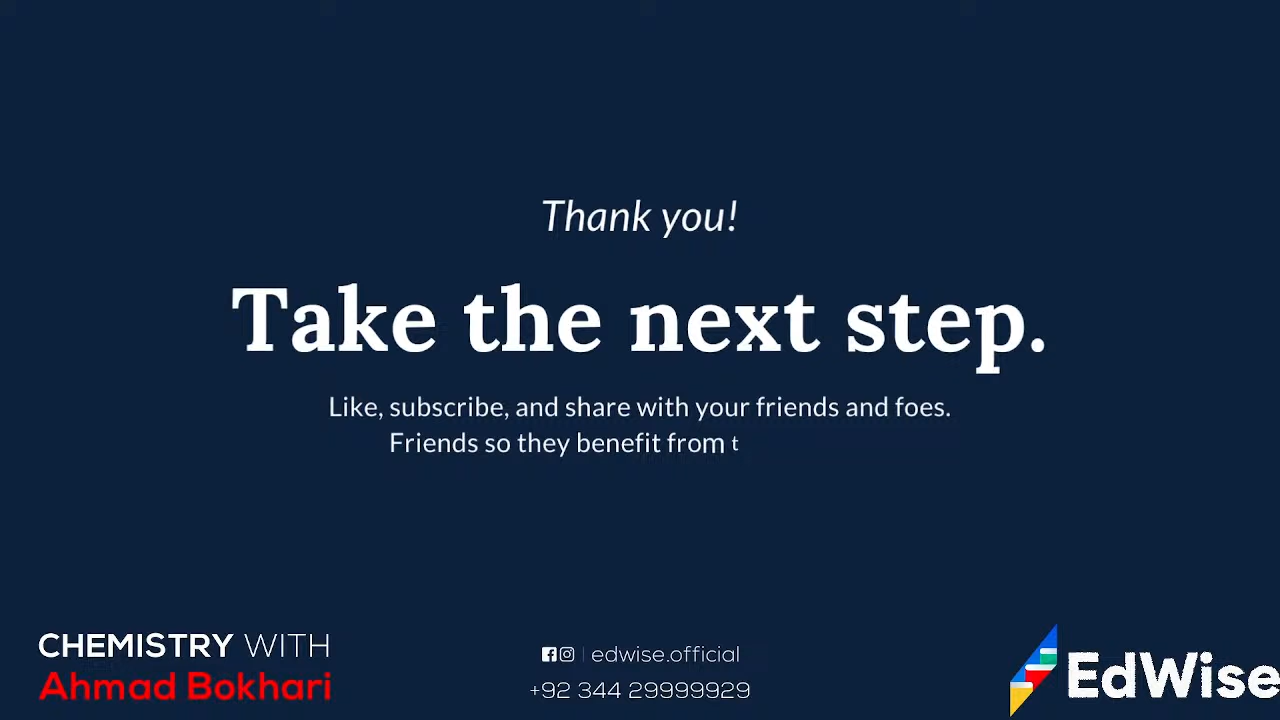 Thank you!
Take the next step.
Like, subscribe, and share with your friends and foes.
Friends so they benefit from t
CHEMISTRY WITH
Ahmad Bokhari
| edwise.official
+92 344 29999929
EdWise